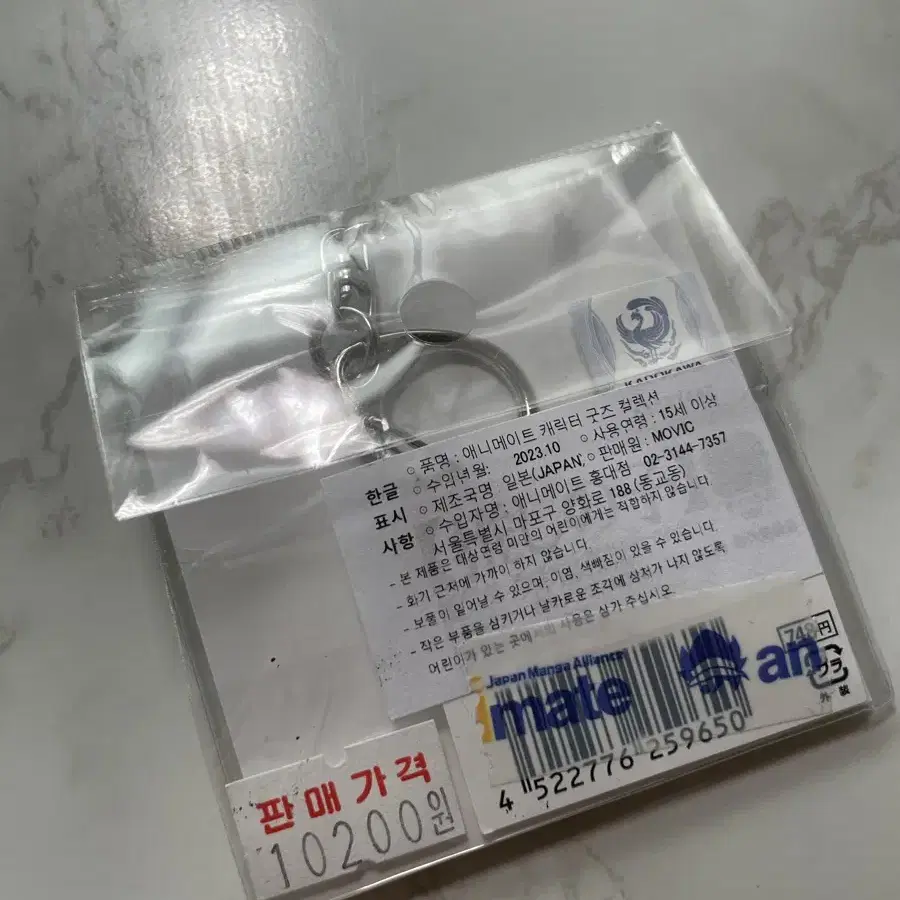 KADOKAWA
○ 품명 : 애니메이트 캐릭터 굿즈 컬렉션
한글 ○ 수입년월: 2023.10 ○ 사용연령 : 15세 이상
표시 ○ 제조국명 일본(JAPAN, ○ 판매원 : MOVIC
사항 ○ 수입자명 : 애니메이트 홍대점 02-3144-7357
서울특별시 마포구 양화로 188 (동교동)
- 본 제품은 대상연령 미만의 어린이에게는 적합하지 않습니다.
- 화기 근처에 가까이 하지 않습니다.
- 보풀이 일어날 수 있으며, 이염, 색빠짐이 있을 수 있습니다.
- 작은 부품을 삼키거나 날카로운 조각에 상처가 나지 않도록
어린이가 있는 곳에서의 사용은 삼가 주십시오.
748円
Japan Manga Alliance
imate an
プラ
外 装
4 522776 259650
판매가격
10200원